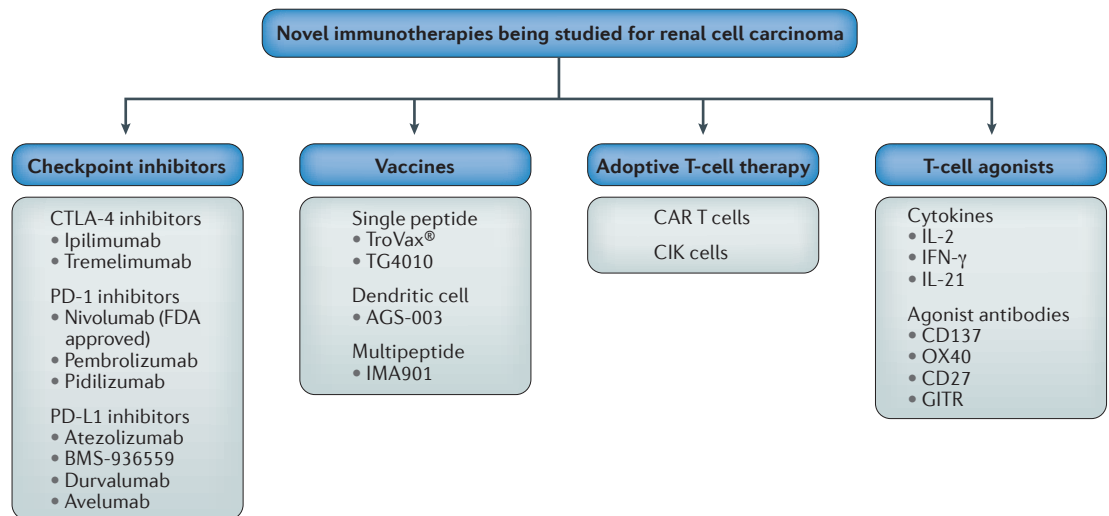 Novel immunotherapies being studied for renal cell carcinoma
Checkpoint inhibitors
CTLA-4 inhibitors
• Ipilimumab
• Tremelimumab
PD-1 inhibitors
• Nivolumab (FDA
approved)
• Pembrolizumab
• Pidilizumab
PD-L1 inhibitors
• Atezolizumab
• BMS-936559
• Durvalumab
• Avelumab
Vaccines
Single peptide
• TroVax®
• TG4010
Dendritic cell
• AGS-003
Multipeptide
• IMA901
Adoptive T-cell therapy
CAR T cells
CIK cells
T-cell agonists
Cytokines
• IL-2
• IFN-γ
• IL-21
Agonist antibodies
• CD137
• OX40
• CD27
• GITR